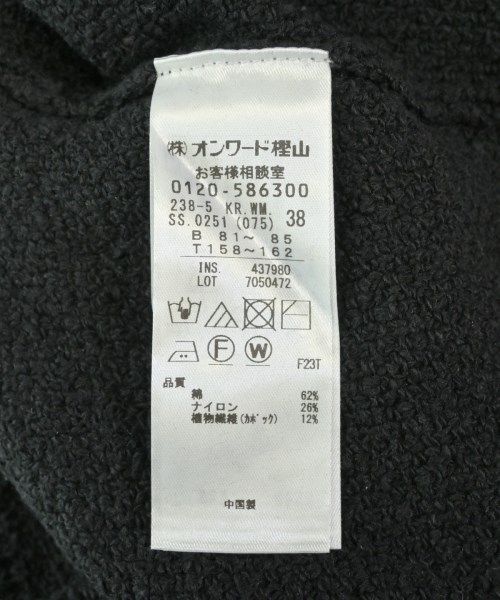 (株)オンワード樫山
お客様相談室
0120-586300
238-5 KR.WM.
SS.0251 (075) 38
B 81〜 85
T158〜162
INS. 437980
LOT 7050472
F W
F23T
品質
綿 62%
ナイロン 26%
植物繊維(カポック) 12%
中国製